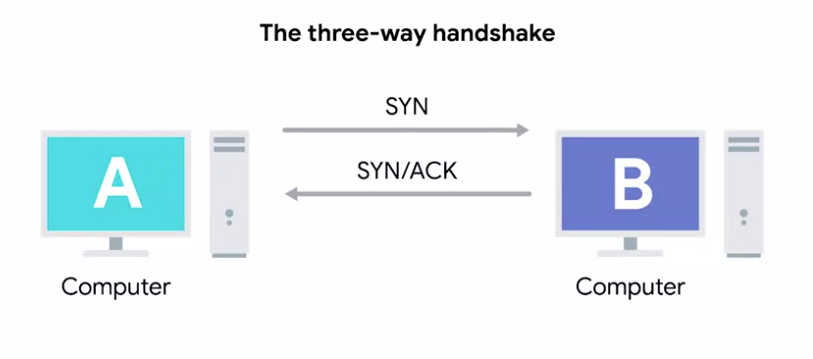 The three-way handshake
SYN
A
SYN/ACK
B
Computer
Computer